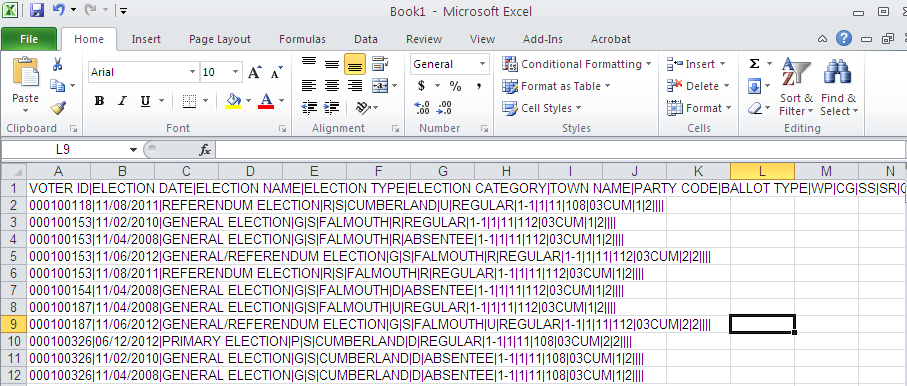 Book1 - Microsoft Excel
File Home Insert Page Layout Formulas Data Review View Add-Ins Acrobat
Paste
Arial 10 A A
B I U A
General
$ % ,
.00 .0
Conditional Formatting
Format as Table
Cell Styles
Insert
Delete
Format
Σ
Sort & Filter
Find & Select
Clipboard Font Alignment Number Styles Cells Editing
L9 fx
A B C D E F G H I J K L M N
1 VOTER ID|ELECTION DATE|ELECTION NAME|ELECTION TYPE|ELECTION CATEGORY|TOWN NAME|PARTY CODE|BALLOT TYPE|WP|CG|SS|SR|C
2 000100118|11/08/2011|REFERENDUM ELECTION|R|S|CUMBERLAND|U|REGULAR|1-1|1|11|108|03CUM|1|2||||
3 000100153|11/02/2010|GENERAL ELECTION|G|S|FALMOUTH|R|REGULAR|1-1|1|11|112|03CUM|1|2||||
4 000100153|11/04/2008|GENERAL ELECTION|G|S|FALMOUTH|R|ABSENTEE|1-1|1|11|112|03CUM|1|2||||
5 000100153|11/06/2012|GENERAL/REFERENDUM ELECTION|G|S|FALMOUTH|R|REGULAR|1-1|1|11|112|03CUM|2|2||||
6 000100153|11/08/2011|REFERENDUM ELECTION|R|S|FALMOUTH|R|REGULAR|1-1|1|11|112|03CUM|1|2||||
7 000100154|11/04/2008|GENERAL ELECTION|G|S|FALMOUTH|D|ABSENTEE|1-1|1|11|112|03CUM|1|2||||
8 000100187|11/04/2008|GENERAL ELECTION|G|S|FALMOUTH|U|REGULAR|1-1|1|11|112|03CUM|1|2||||
9 000100187|11/06/2012|GENERAL/REFERENDUM ELECTION|G|S|FALMOUTH|U|REGULAR|1-1|1|11|112|03CUM|2|2||||
10 000100326|06/12/2012|PRIMARY ELECTION|P|S|CUMBERLAND|D|REGULAR|1-1|1|11|108|03CUM|1|2||||
11 000100326|11/02/2010|GENERAL ELECTION|G|S|CUMBERLAND|D|ABSENTEE|1-1|1|11|108|03CUM|1|2||||
12 000100326|11/04/2008|GENERAL ELECTION|G|S|CUMBERLAND|D|ABSENTEE|1-1|1|11|108|03CUM|1|2||||